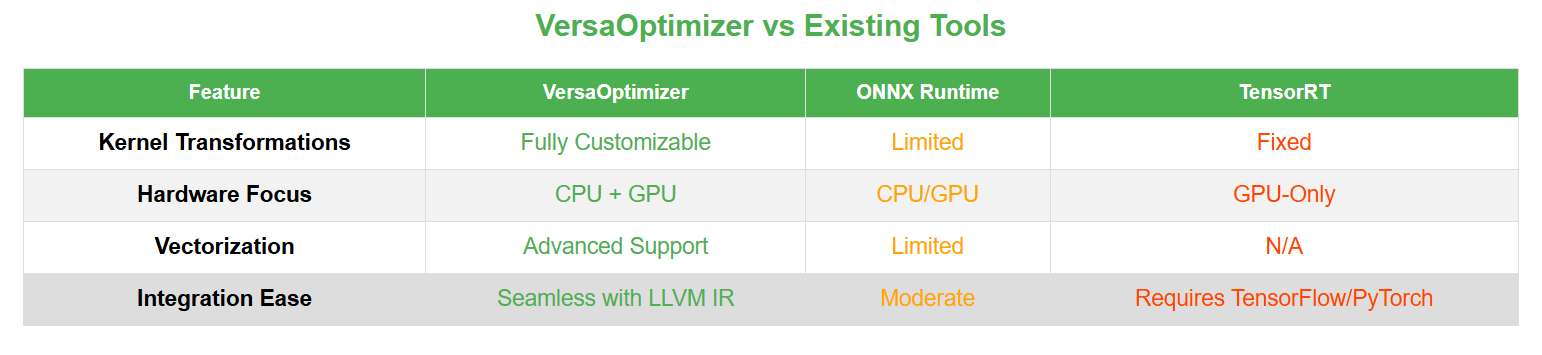 VersaOptimizer vs Existing Tools
Feature VersaOptimizer ONNX Runtime TensorRT
Kernel Transformations Fully Customizable Limited Fixed
Hardware Focus CPU + GPU CPU/GPU GPU-Only
Vectorization Advanced Support Limited N/A
Integration Ease Seamless with LLVM IR Moderate Requires TensorFlow/PyTorch